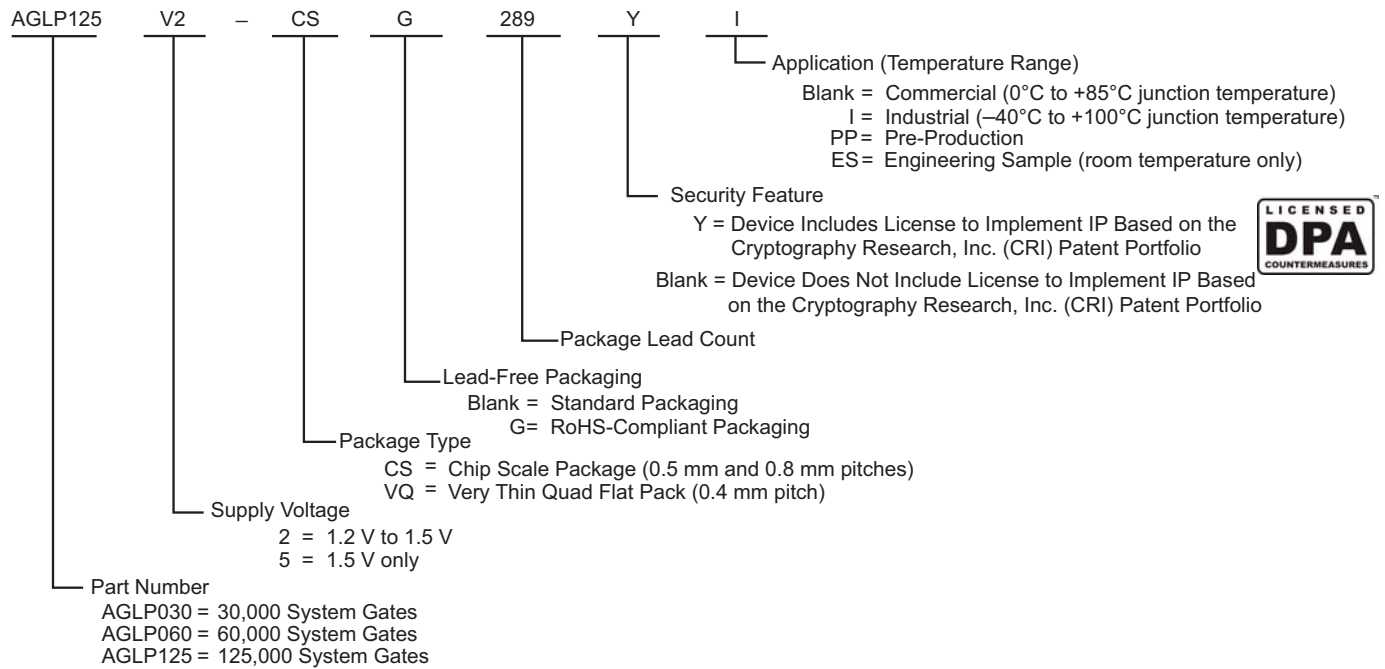 AGLP125 V2 – CS G 289 Y I
Application (Temperature Range)
Blank = Commercial (0°C to +85°C junction temperature)
I = Industrial (–40°C to +100°C junction temperature)
PP= Pre-Production
ES= Engineering Sample (room temperature only)
Security Feature
Y = Device Includes License to Implement IP Based on the
Cryptography Research, Inc. (CRI) Patent Portfolio
Blank = Device Does Not Include License to Implement IP Based
on the Cryptography Research, Inc. (CRI) Patent Portfolio
LICENSED
DPA
COUNTERMEASURES
™
Package Lead Count
Lead-Free Packaging
Blank = Standard Packaging
G= RoHS-Compliant Packaging
Package Type
CS = Chip Scale Package (0.5 mm and 0.8 mm pitches)
VQ = Very Thin Quad Flat Pack (0.4 mm pitch)
Supply Voltage
2 = 1.2 V to 1.5 V
5 = 1.5 V only
Part Number
AGLP030 = 30,000 System Gates
AGLP060 = 60,000 System Gates
AGLP125 = 125,000 System Gates